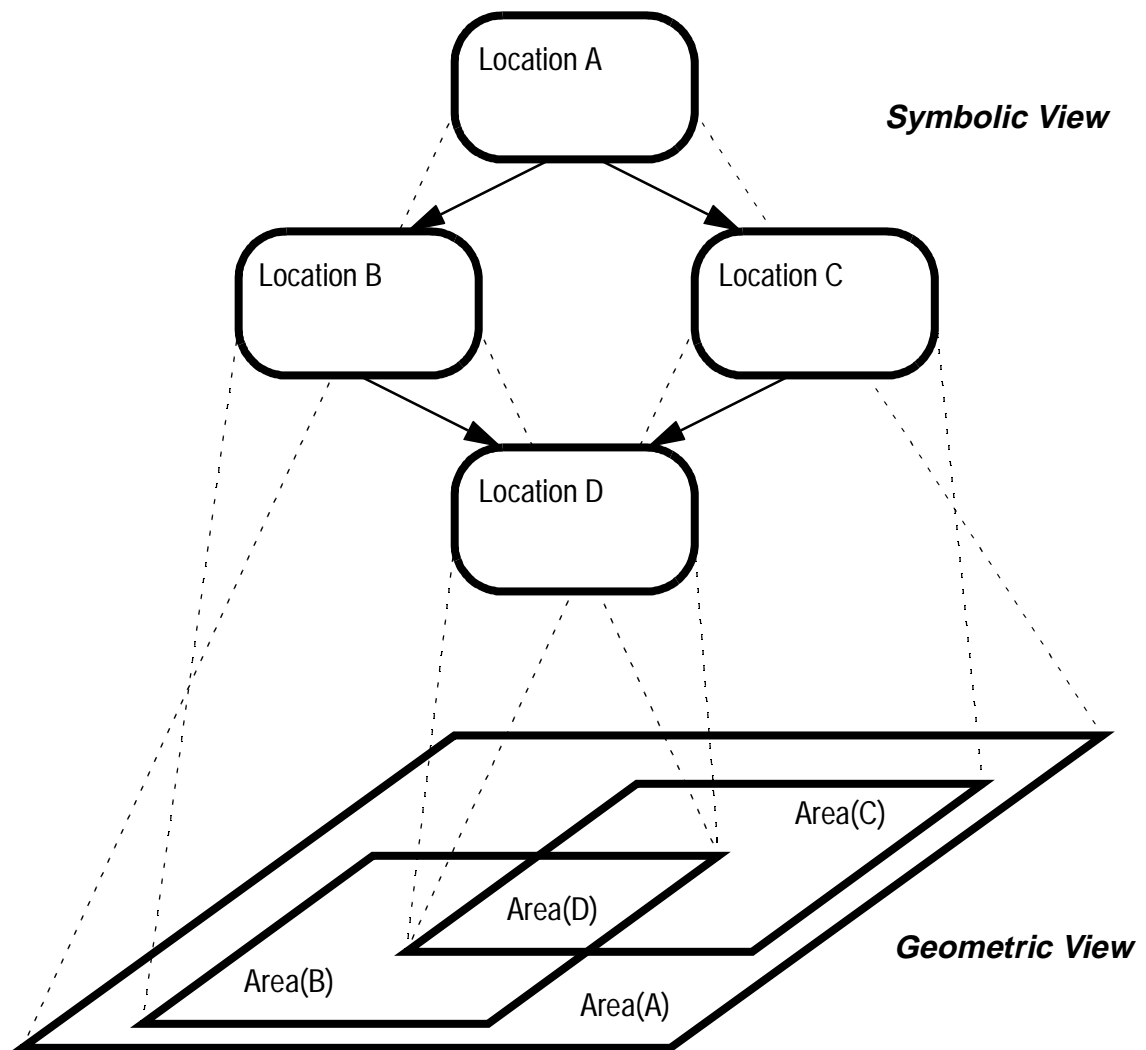 Location A
Symbolic View
Location B
Location C
Location D
Area(C)
Area(D)
Geometric View
Area(B)
Area(A)